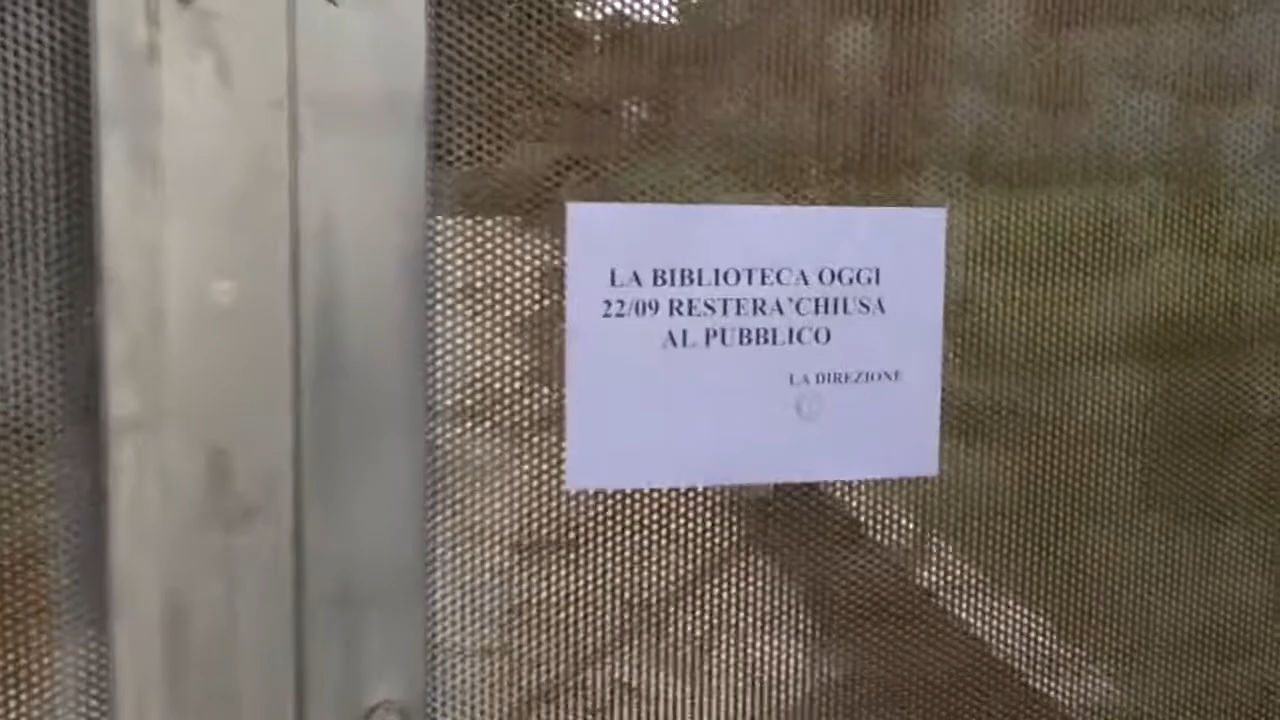 LA BIBLIOTECA OGGI
22/09 RESTERA'CHIUSA
AL PUBBLICO
LA DIREZIONE